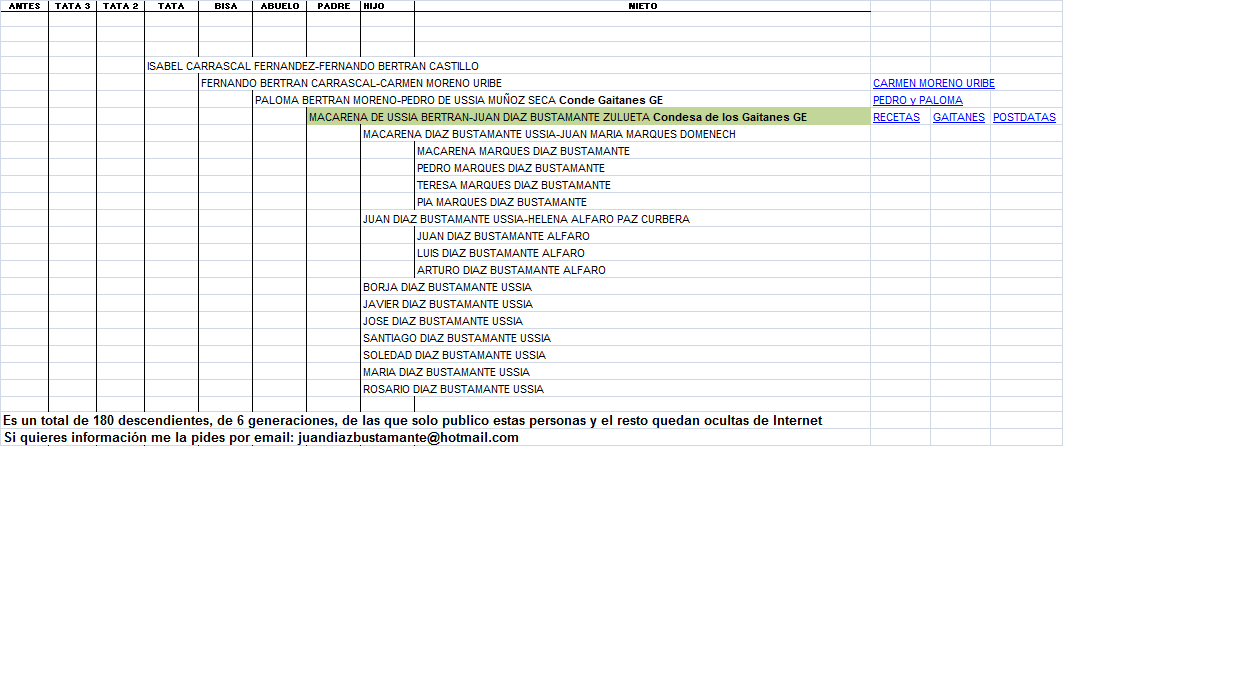 ANTES TATA 3 TATA 2 TATA BISA ABUELO PADRE HIJO NIETO
ISABEL CARRASCAL FERNANDEZ-FERNANDO BERTRAN CASTILLO
FERNANDO BERTRAN CARRASCAL-CARMEN MORENO URIBE CARMEN MORENO URIBE
PALOMA BERTRAN MORENO-PEDRO DE USSIA MUÑOZ SECA Conde Gaitanes GE PEDRO y PALOMA
MACARENA DE USSIA BERTRAN-JUAN DIAZ BUSTAMANTE ZULUETA Condesa de los Gaitanes GE RECETAS GAITANES POSTDATAS
MACARENA DIAZ BUSTAMANTE USSIA-JUAN MARIA MARQUES DOMENECH
MACARENA MARQUES DIAZ BUSTAMANTE
PEDRO MARQUES DIAZ BUSTAMANTE
TERESA MARQUES DIAZ BUSTAMANTE
PIA MARQUES DIAZ BUSTAMANTE
JUAN DIAZ BUSTAMANTE USSIA-HELENA ALFARO PAZ CURBERA
JUAN DIAZ BUSTAMANTE ALFARO
LUIS DIAZ BUSTAMANTE ALFARO
ARTURO DIAZ BUSTAMANTE ALFARO
BORJA DIAZ BUSTAMANTE USSIA
JAVIER DIAZ BUSTAMANTE USSIA
JOSE DIAZ BUSTAMANTE USSIA
SANTIAGO DIAZ BUSTAMANTE USSIA
SOLEDAD DIAZ BUSTAMANTE USSIA
MARIA DIAZ BUSTAMANTE USSIA
ROSARIO DIAZ BUSTAMANTE USSIA
Es un total de 180 descendientes, de 6 generaciones, de las que solo publico estas personas y el resto quedan ocultas de Internet
Si quieres información me la pides por email: juandiazbustamante@hotmail.com